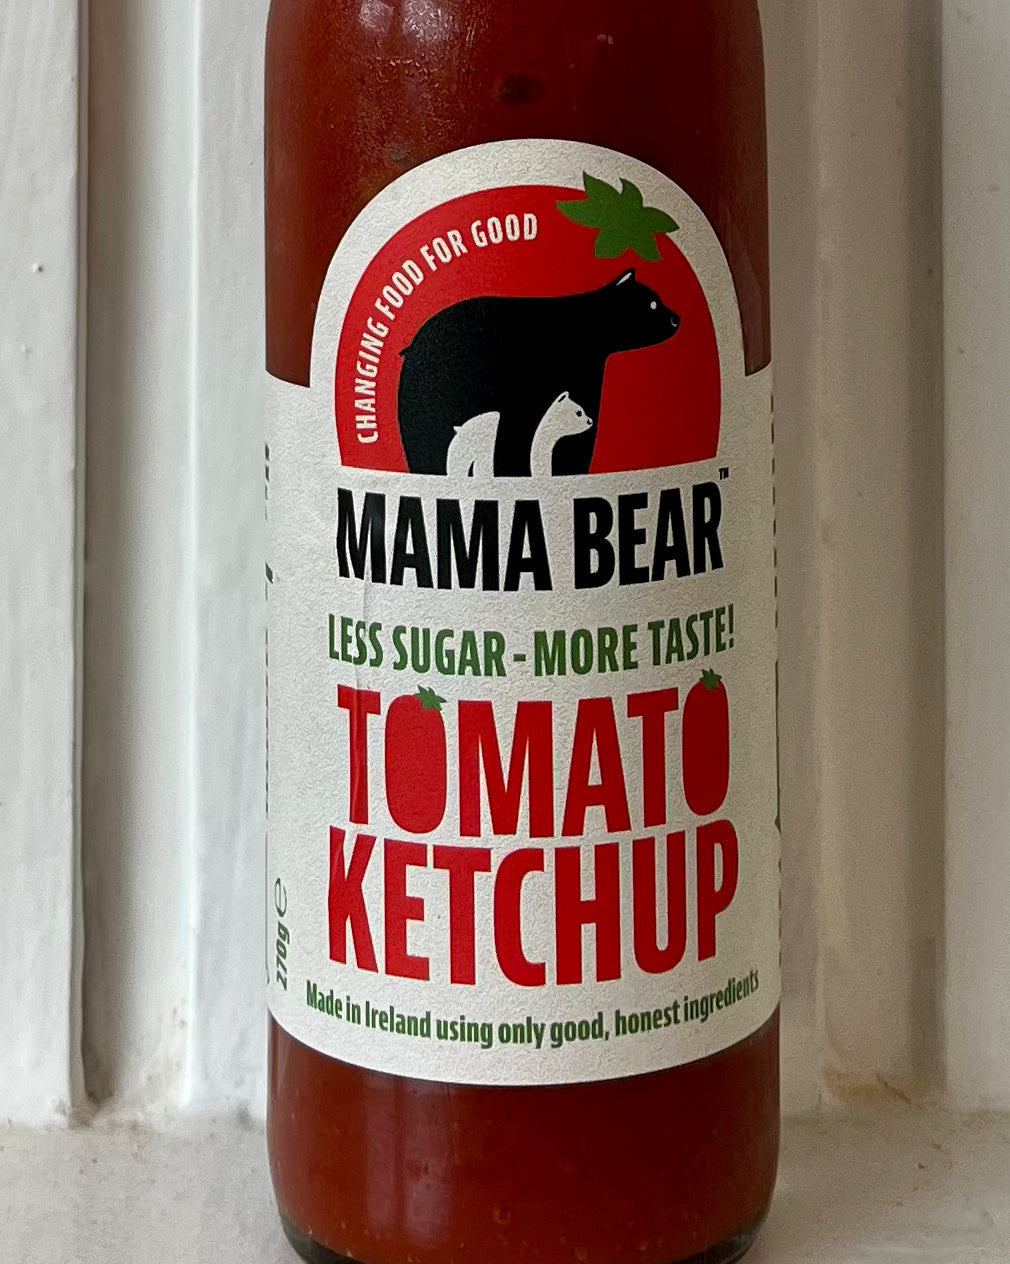 CHANGING FOOD FOR GOOD
MAMA BEAR™
LESS SUGAR - MORE TASTE!
TOMATO
KETCHUP
Made in Ireland using only good, honest ingredients
270g ℮